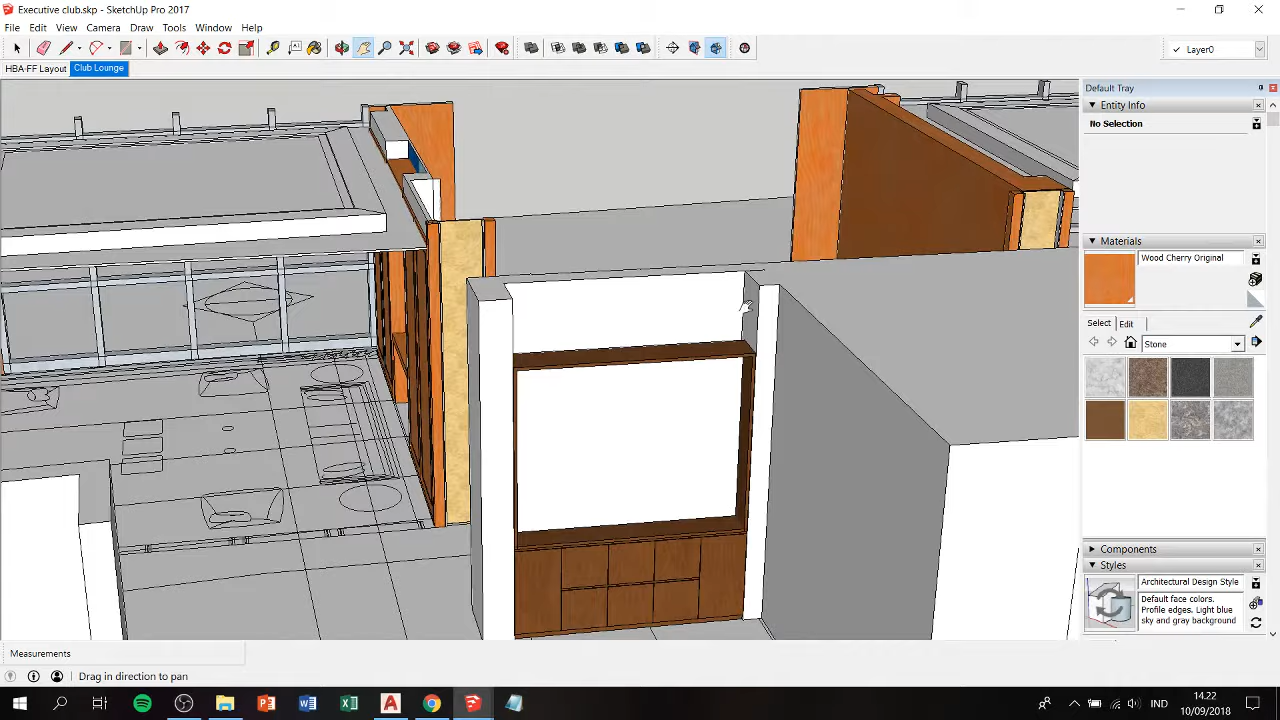 Executive club.skp - SketchUp Pro 2017
File Edit View Camera Draw Tools Window Help
Layer0
HBA-FF Layout Club Lounge
Default Tray
Entity Info
No Selection
Materials
Wood Cherry Original
Select Edit
Stone
Components
Styles
Architectural Design Style
Default face colors.
Profile edges. Light blue
sky and gray background
Measurements
Drag in direction to pan
IND
14.22
10/09/2018